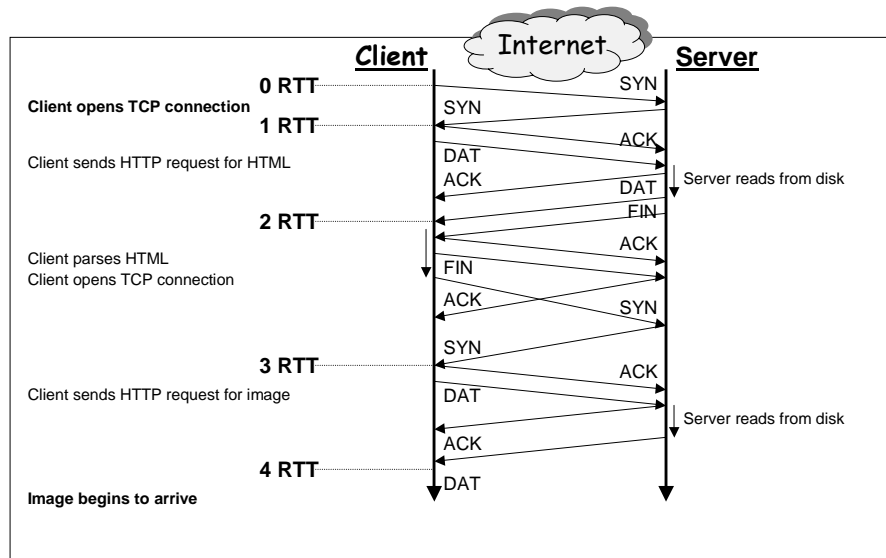 Internet
Client
Server
0 RTT
SYN
Client opens TCP connection
SYN
1 RTT
ACK
DAT
Client sends HTTP request for HTML
ACK
Server reads from disk
DAT
FIN
2 RTT
ACK
Client parses HTML
FIN
Client opens TCP connection
ACK
SYN
SYN
3 RTT
ACK
Client sends HTTP request for image
DAT
Server reads from disk
ACK
4 RTT
DAT
Image begins to arrive